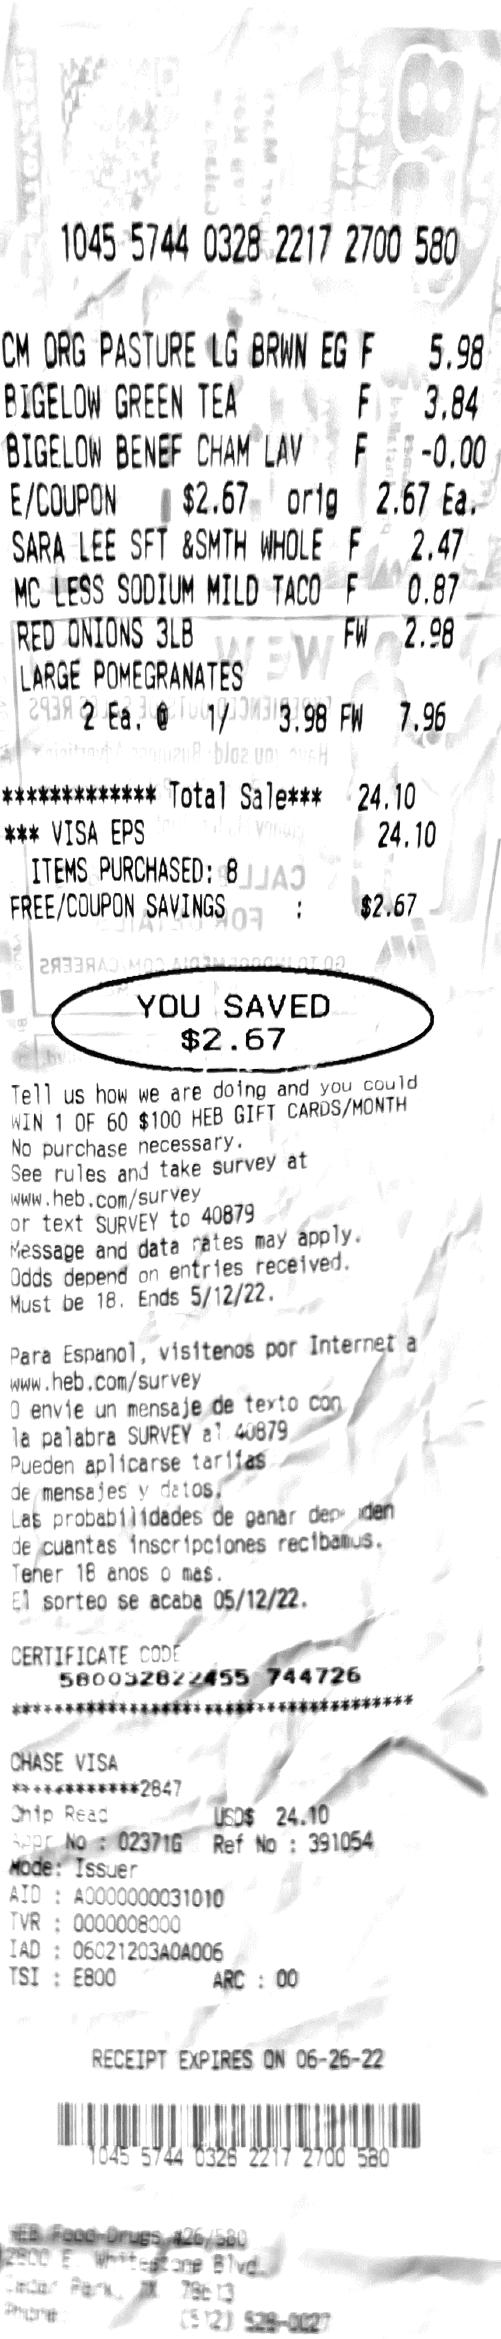 1045 5744 0328 2217 2700 580
CM ORG PASTURE LG BRWN EG F 5.98
BIGELOW GREEN TEA F 3.84
BIGELOW BENEF CHAM LAV F -0.00
E/COUPON $2.67 orig 2.67 Ea.
SARA LEE SFT &SMTH WHOLE F 2.47
MC LESS SODIUM MILD TACO F 0.87
RED ONIONS 3LB FW 2.98
LARGE POMEGRANATES
2 Ea. @ 1/ 3.98 FW 7.96
************* Total Sale*** 24.10
*** VISA EPS 24.10
ITEMS PURCHASED: 8
FREE/COUPON SAVINGS : $2.67
YOU SAVED
$2.67
Tell us how we are doing and you could
WIN 1 OF 60 $100 HEB GIFT CARDS/MONTH
No purchase necessary.
See rules and take survey at
www.heb.com/survey
or text SURVEY to 40879
Message and data rates may apply.
Odds depend on entries received.
Must be 18. Ends 5/12/22.
Para Espanol, visitenos por Internet a
www.heb.com/survey
O envie un mensaje de texto con
la palabra SURVEY al 40879
Pueden aplicarse tarifas
de mensajes y datos.
Las probabilidades de ganar dependen
de cuantas inscripciones recibamos.
Tener 18 anos o mas.
El sorteo se acaba 05/12/22.
CERTIFICATE CODE
580032822455 744726
****************************************
CHASE VISA
************2847
Chip Read USD$ 24.10
Appr No : 02371G Ref No : 391054
Mode: Issuer
AID : A0000000031010
TVR : 0000008000
IAD : 06021203A0A006
TSI : E800 ARC : 00
RECEIPT EXPIRES ON 06-26-22
1045 5744 0328 2217 2700 580
HEB Food-Drugs #26/580
2800 E. Whitestone Blvd.
Cedar Park, TX 78613
Phone: (512) 528-0027